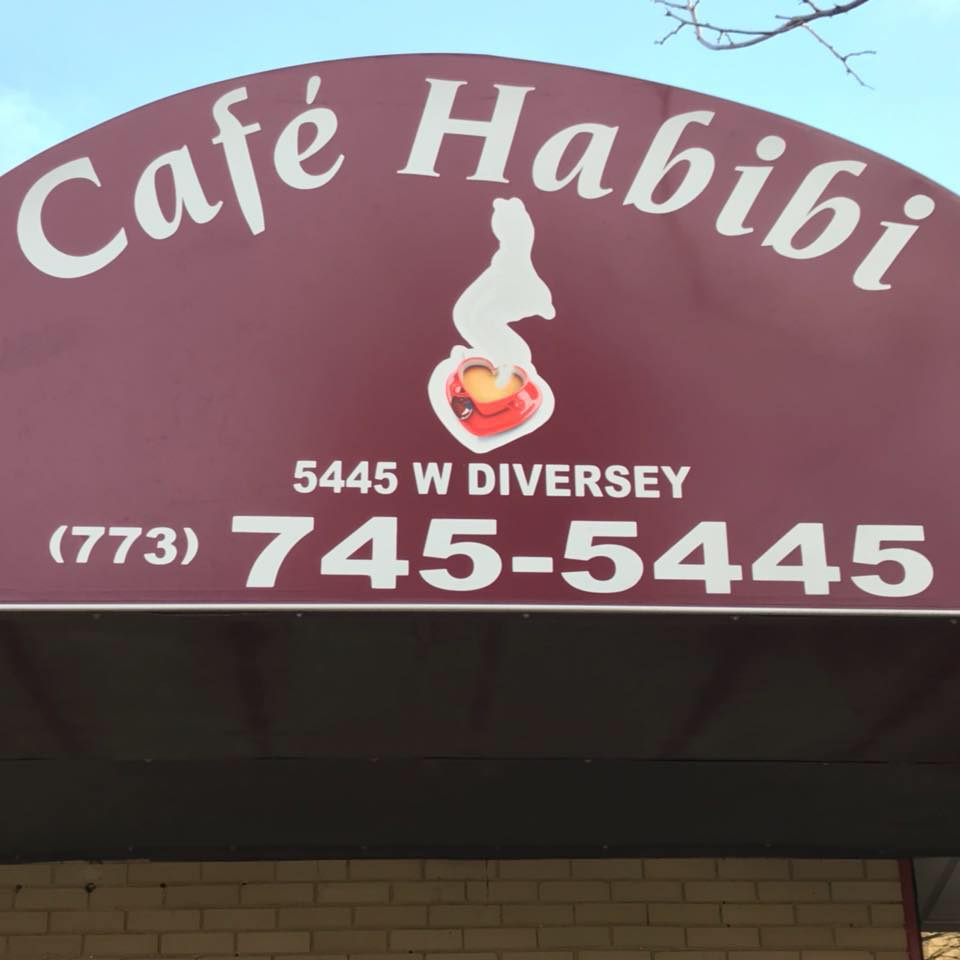 Café Habibi
5445 W DIVERSEY
(773) 745-5445